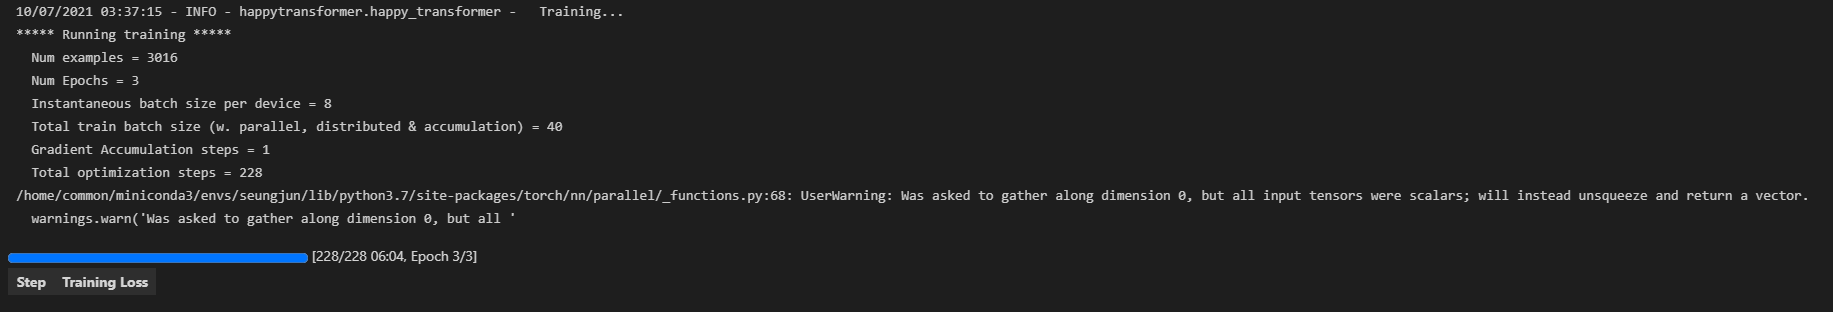 10/07/2021 03:37:15 - INFO - happytransformer.happy_transformer -   Training...
***** Running training *****
  Num examples = 3016
  Num Epochs = 3
  Instantaneous batch size per device = 8
  Total train batch size (w. parallel, distributed & accumulation) = 40
  Gradient Accumulation steps = 1
  Total optimization steps = 228
/home/common/miniconda3/envs/seungjun/lib/python3.7/site-packages/torch/nn/parallel/_functions.py:68: UserWarning: Was asked to gather along dimension 0, but all input tensors were scalars; will instead unsqueeze and return a vector.
  warnings.warn('Was asked to gather along dimension 0, but all '
[228/228 06:04, Epoch 3/3]
Step Training Loss